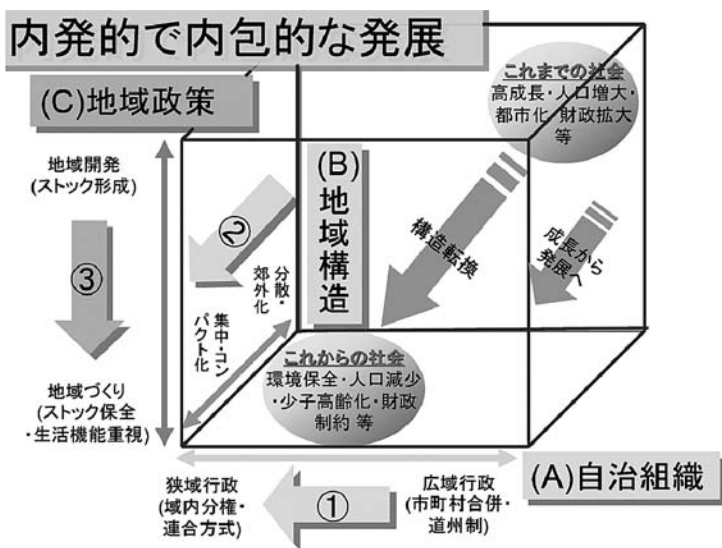 内発的で内包的な発展
(C)地域政策
これまでの社会
高成長・人口増大・
都市化・財政拡大
等
地域開発
(ストック形成)
③
地域づくり
(ストック保全
・生活機能重視)
②
分散・
郊外化
集中・コン
パクト化
(B)
地域構造
構造転換
成長から
発展へ
これからの社会
環境保全・人口減少
・少子高齢化・財政
制約 等
狭域行政
(域内分権・
連合方式)
①
広域行政
(市町村合併・
道州制)
(A)自治組織